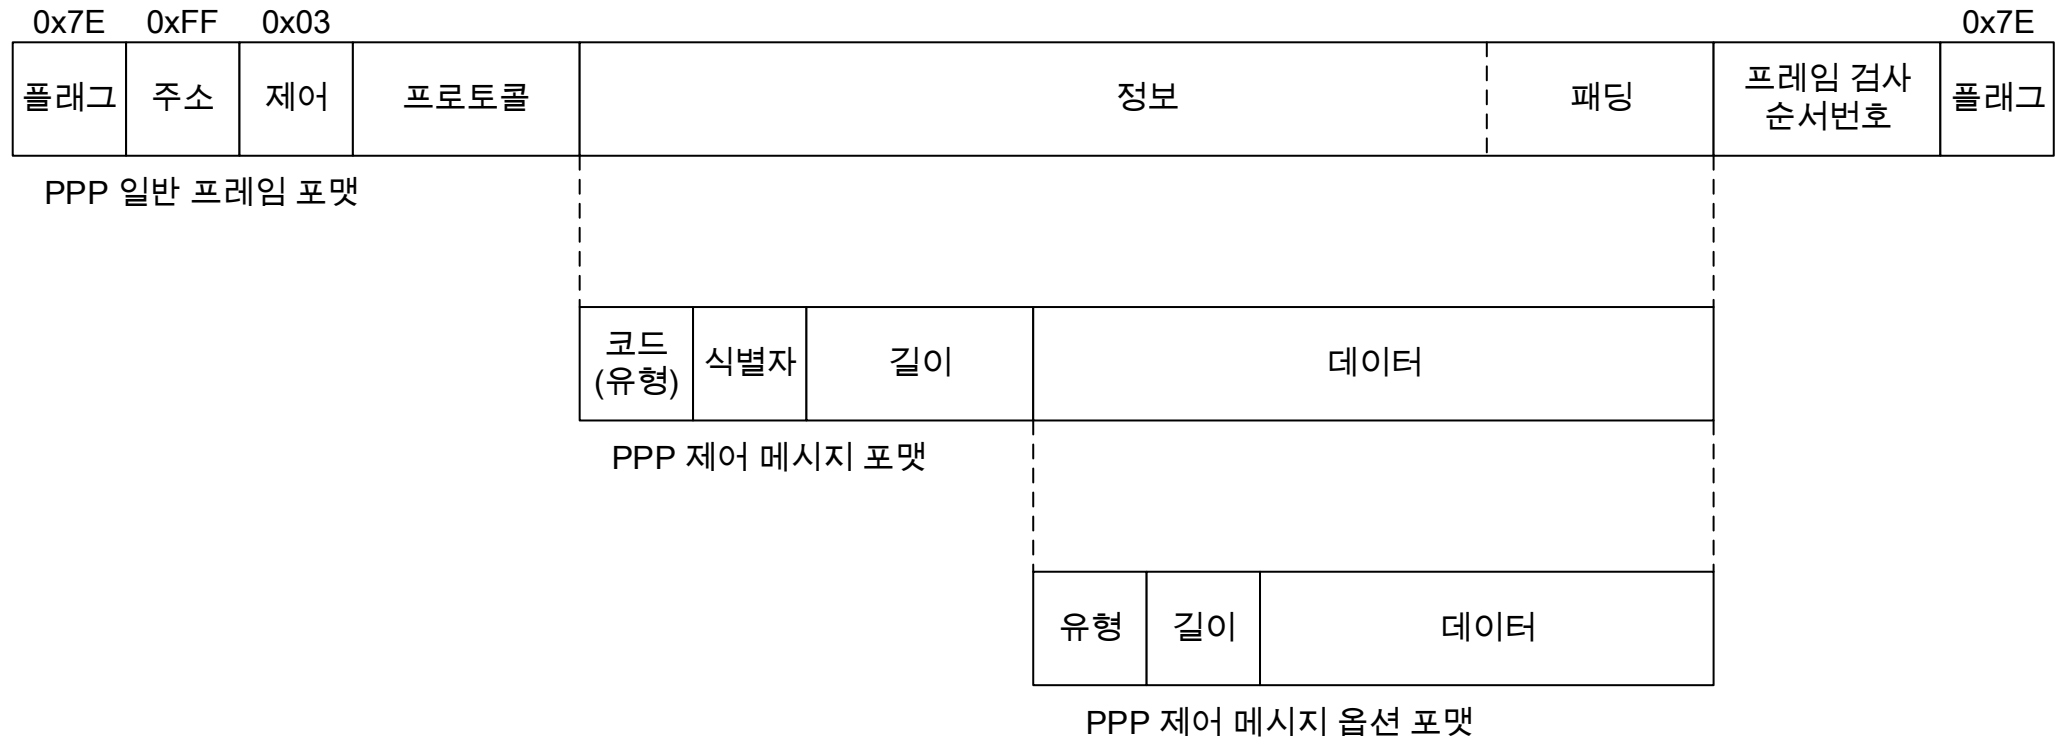 0x7E 0xFF 0x03 0x7E
플래그 주소 제어 프로토콜 정보 패딩 프레임 검사 플래그
순서번호
PPP 일반 프레임 포맷
코드
(유형) 식별자 길이 데이터
PPP 제어 메시지 포맷
유형 길이 데이터
PPP 제어 메시지 옵션 포맷